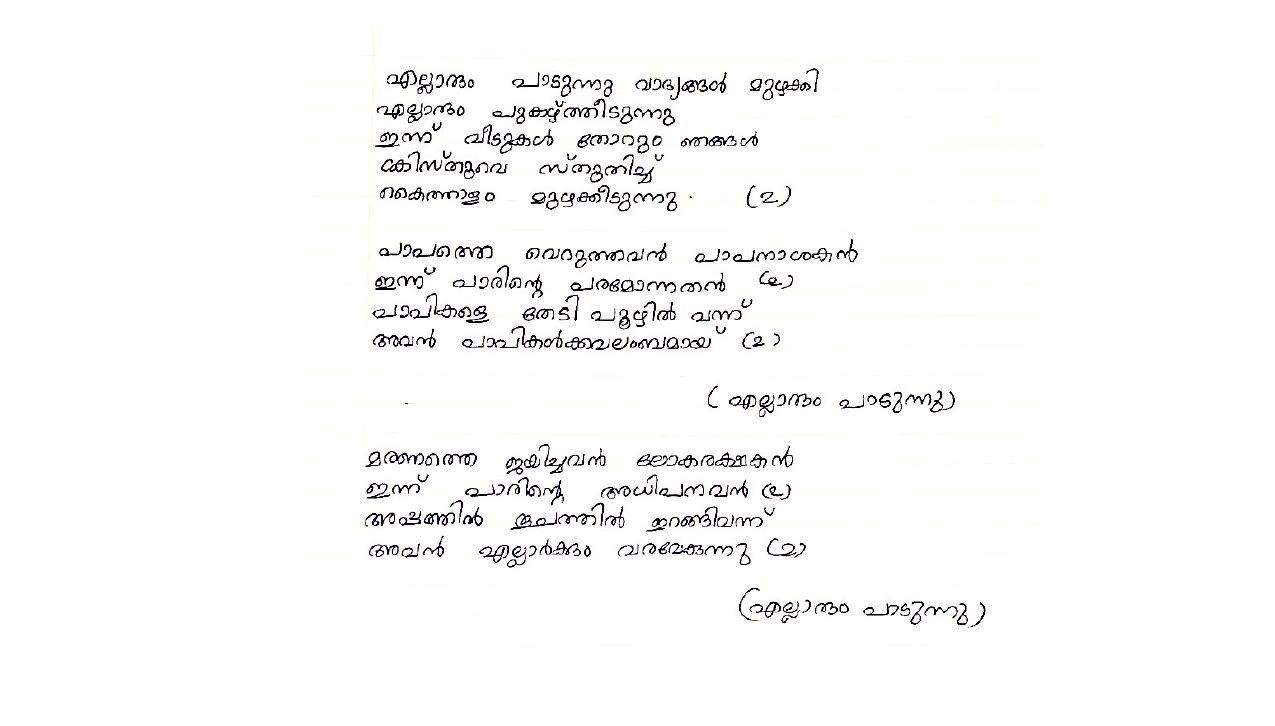 എല്ലാരും പാടുന്നു വാദ്യങ്ങൾ മുഴക്കി
എല്ലാരും പുകഴ്ത്തീടുന്നു
ഇന്ന് വീടുകൾ തോറും ഞങ്ങൾ
ക്രിസ്തുവെ സ്തുതിച്ച്
കൈത്താളം മുഴക്കീടുന്നു. (2)
പാപത്തെ വെറുത്തവൻ പാപനാശകൻ
ഇന്ന് പാരിന്റെ പരമോന്നതൻ (2)
പാപികളെ തേടി പൂഴിൽ വന്ന്
അവൻ പാപികൾക്കവലംബമായ് (2)
(എല്ലാരും പാടുന്നു)
മരണത്തെ ജയിച്ചവൻ ലോകരക്ഷകൻ
ഇന്ന് പാരിന്റെ അധിപനവൻ (2)
അപ്പത്തിൻ രൂപത്തിൽ ഇറങ്ങിവന്ന്
അവൻ എല്ലാർക്കും വരമേകുന്നു (2)
(എല്ലാരും പാടുന്നു)